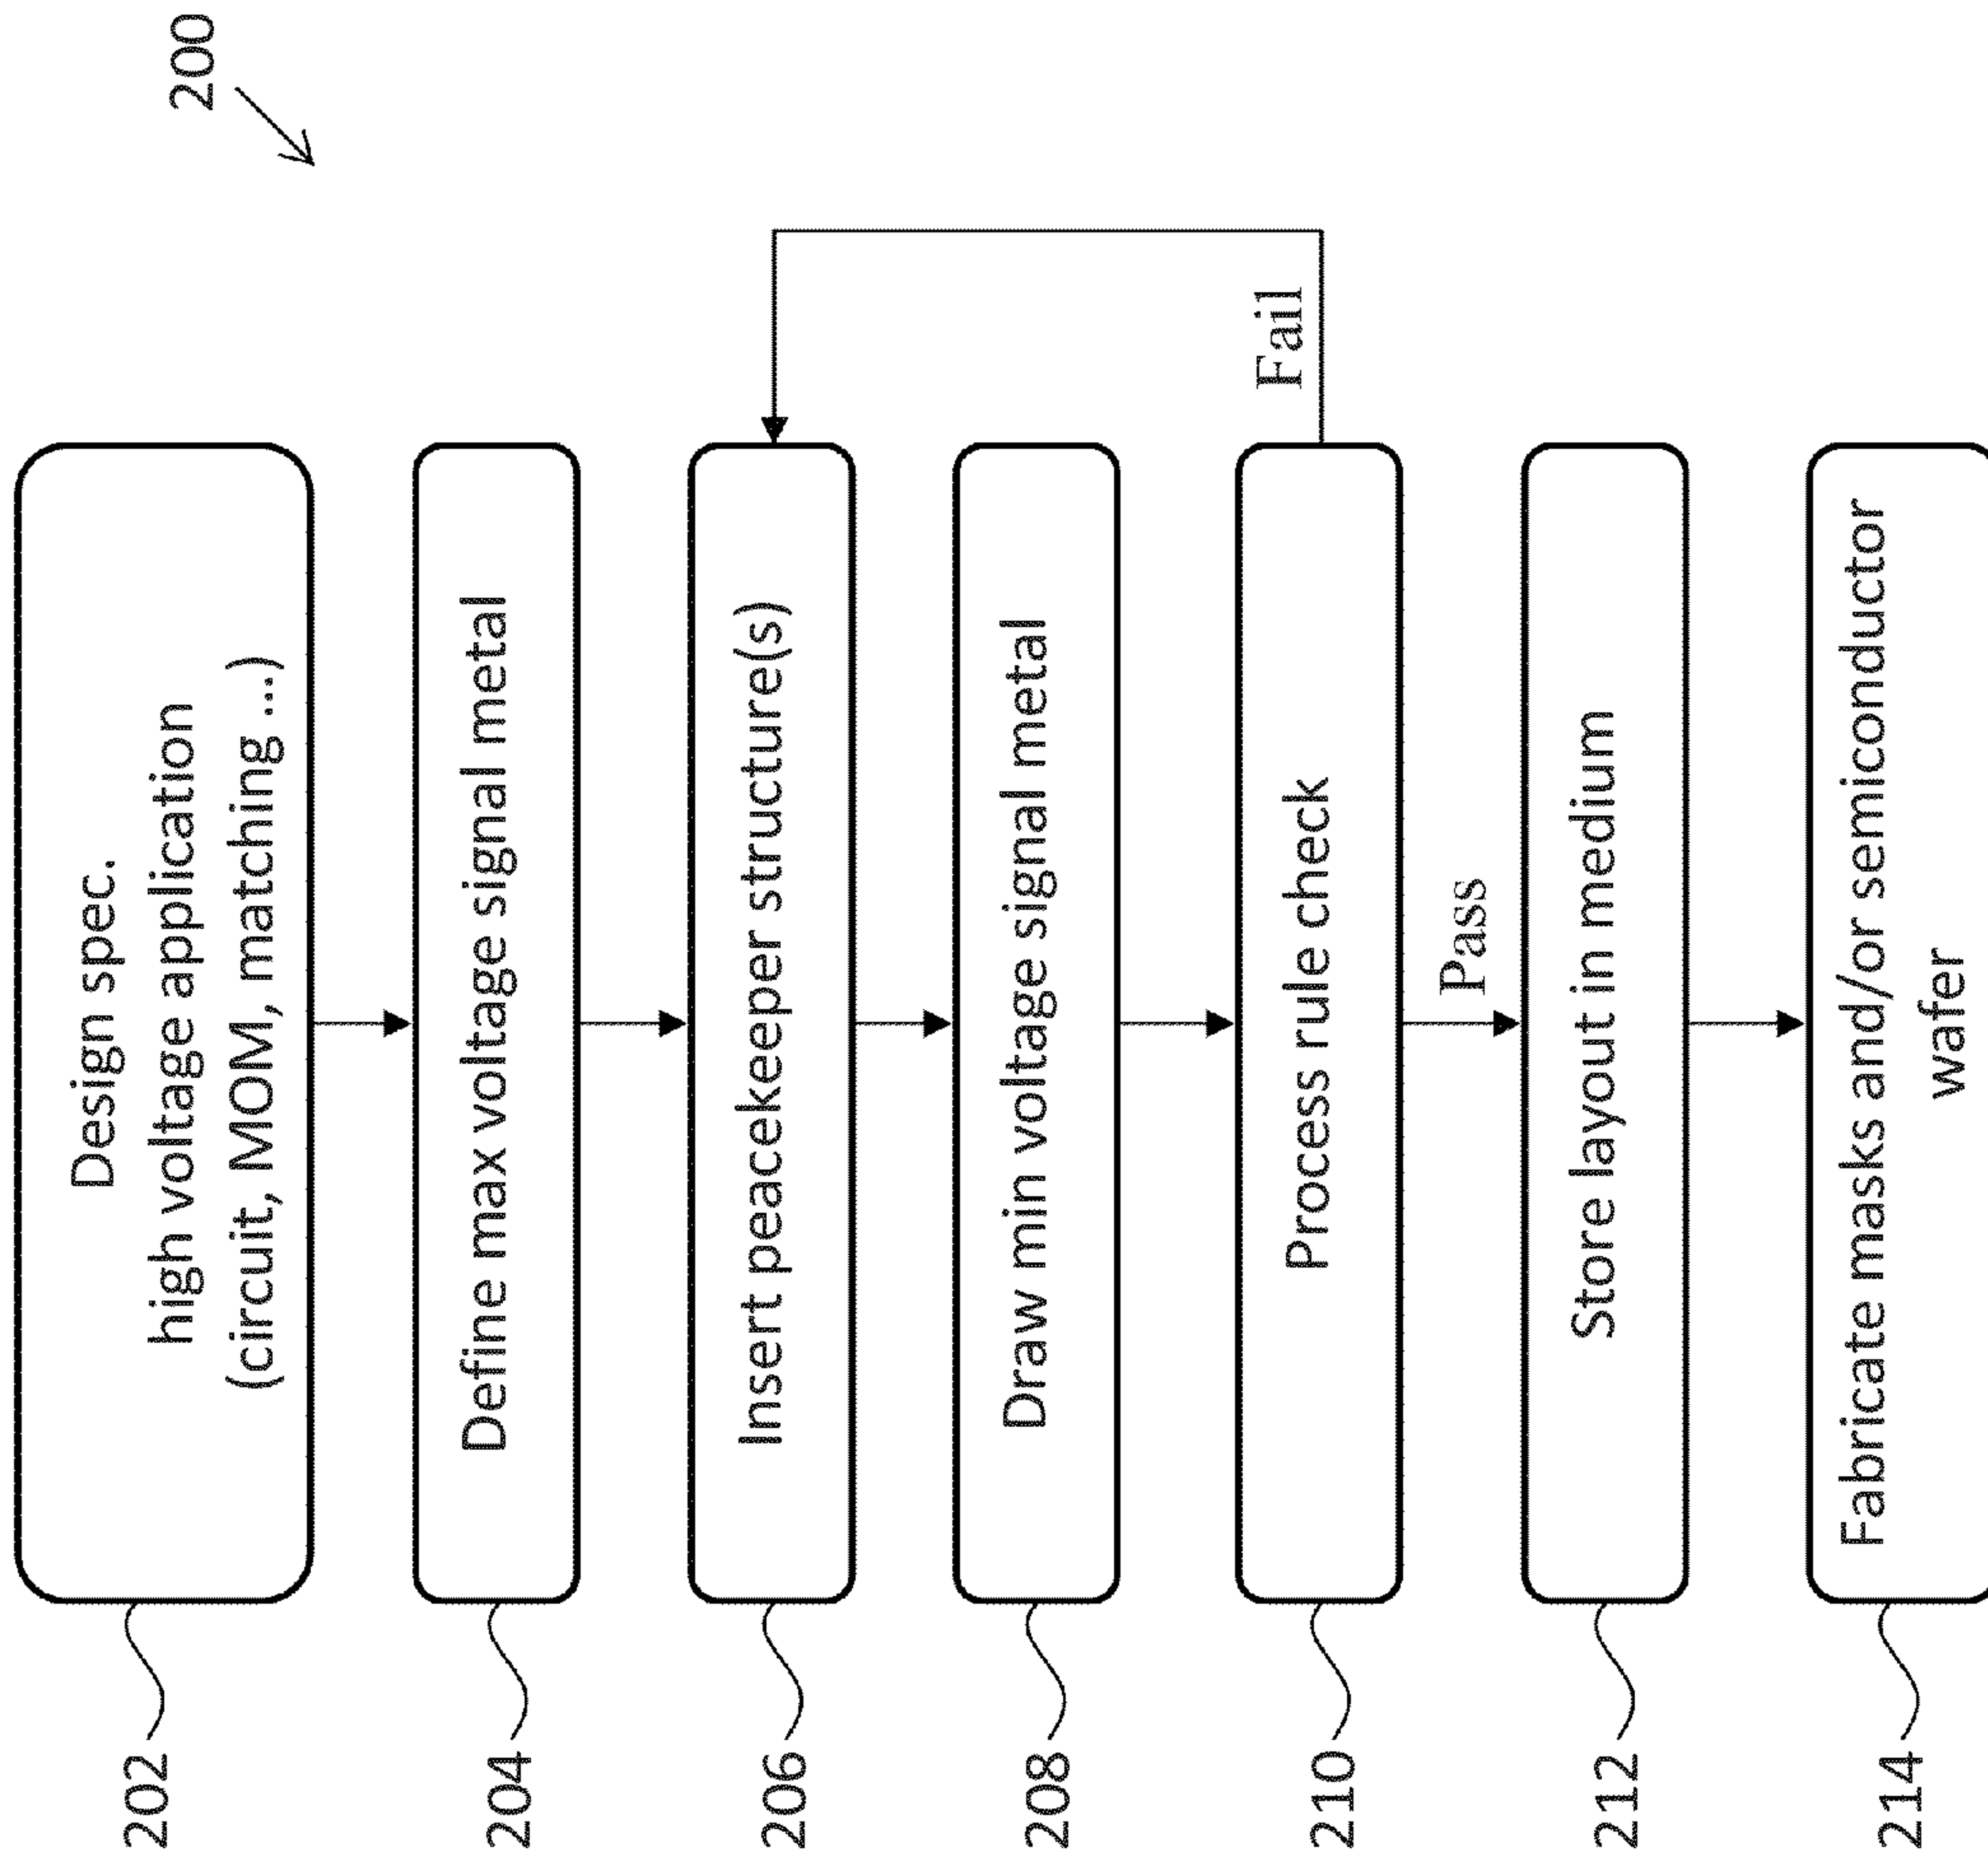 200
202
Design spec.
high voltage application
(circuit, MOM, matching ...)
204
Define max voltage signal metal
206
Insert peacekeeper structure(s)
208
Draw min voltage signal metal
210
Process rule check
Fail
Pass
212
Store layout in medium
214
Fabricate masks and/or semiconductor
wafer